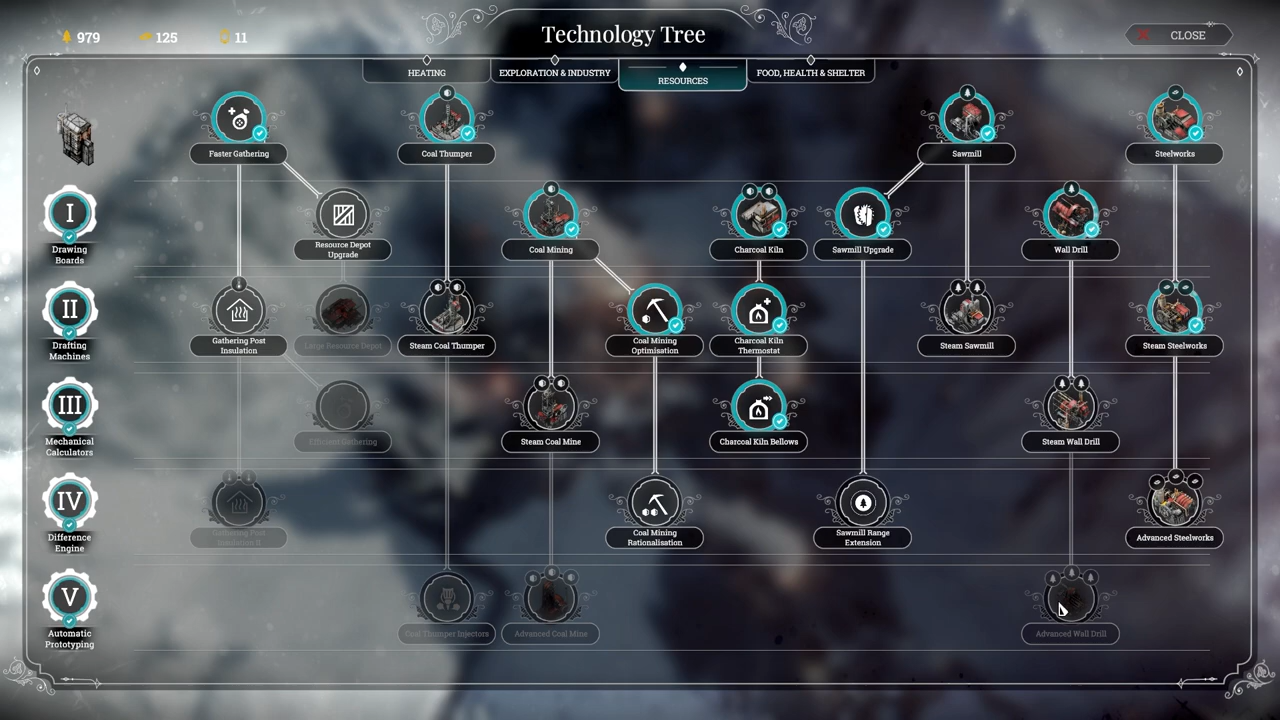 979 125 11
Technology Tree
CLOSE
HEATING
EXPLORATION & INDUSTRY
RESOURCES
FOOD, HEALTH & SHELTER
Faster Gathering
Coal Thumper
Sawmill
Steelworks
I
Drawing
Boards
Resource Depot
Upgrade
Coal Mining
Charcoal Kiln
Sawmill Upgrade
Wall Drill
II
Drafting
Machines
Gathering Post
Insulation
Large Resource Depot
Steam Coal Thumper
Coal Mining
Optimisation
Charcoal Kiln
Thermostat
Steam Sawmill
Steam Steelworks
III
Mechanical
Calculators
Efficient Gathering
Steam Coal Mine
Charcoal Kiln Bellows
Steam Wall Drill
IV
Difference
Engine
Gathering Post
Insulation II
Coal Mining
Rationalisation
Sawmill Range
Extension
Advanced Steelworks
V
Automatic
Prototyping
Coal Thumper Injectors
Advanced Coal Mine
Advanced Wall Drill